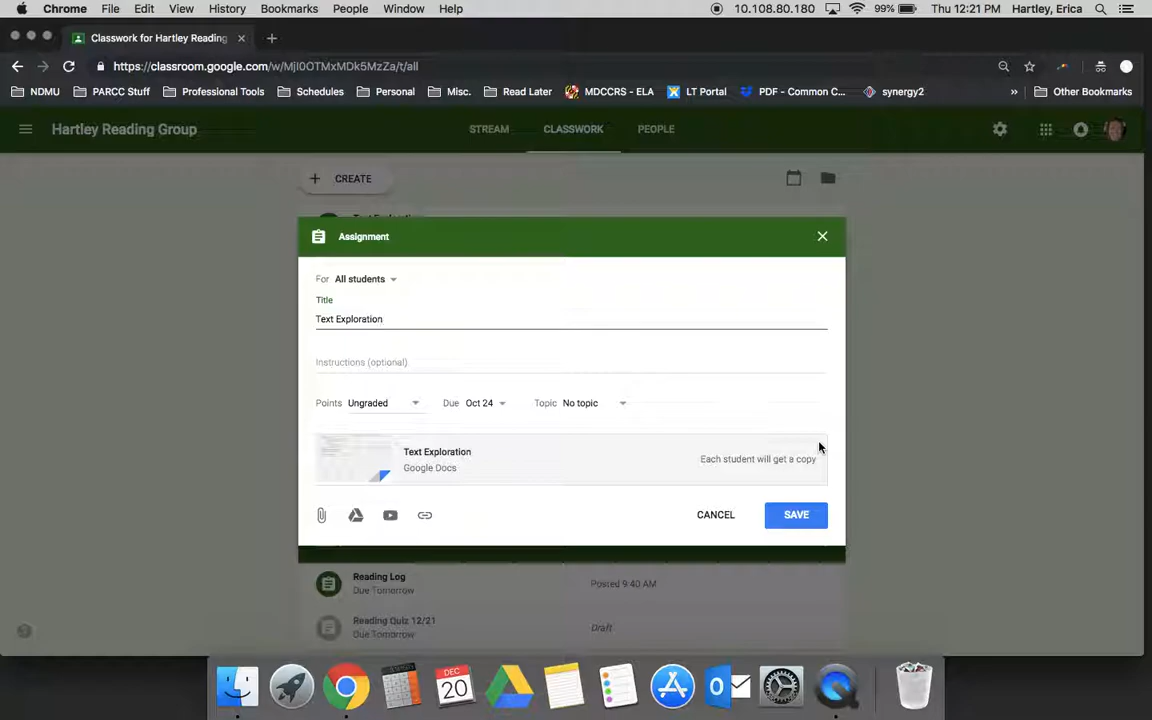 Chrome File Edit View History Bookmarks People Window Help 10.108.80.180 99% Thu 12:21 PM Hartley, Erica
Classwork for Hartley Reading
https://classroom.google.com/w/MjI0OTMxMDk5MzZa/t/all
NDMU PARCC Stuff Professional Tools Schedules Personal Misc. Read Later MDCCRS - ELA LT Portal PDF - Common C... synergy2 » Other Bookmarks
Hartley Reading Group STREAM CLASSWORK PEOPLE
+ CREATE
Assignment
For All students
Title
Text Exploration
Instructions (optional)
Points Ungraded Due Oct 24 Topic No topic
Text Exploration
Google Docs
Each student will get a copy
CANCEL SAVE
Reading Log
Due Tomorrow
Posted 9:40 AM
Reading Quiz 12/21
Due Tomorrow
Draft
DEC
20